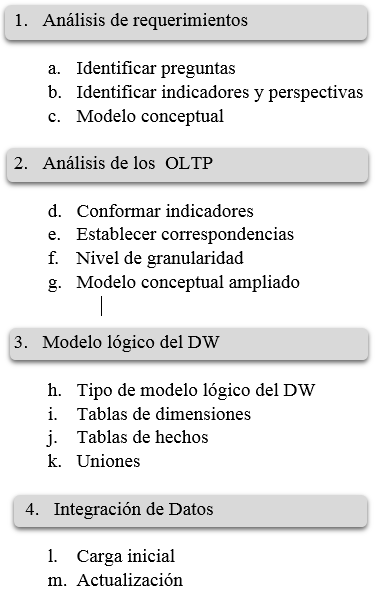 1. Análisis de requerimientos
a. Identificar preguntas
b. Identificar indicadores y perspectivas
c. Modelo conceptual
2. Análisis de los OLTP
d. Conformar indicadores
e. Establecer correspondencias
f. Nivel de granularidad
g. Modelo conceptual ampliado
3. Modelo lógico del DW
h. Tipo de modelo lógico del DW
i. Tablas de dimensiones
j. Tablas de hechos
k. Uniones
4. Integración de Datos
l. Carga inicial
m. Actualización